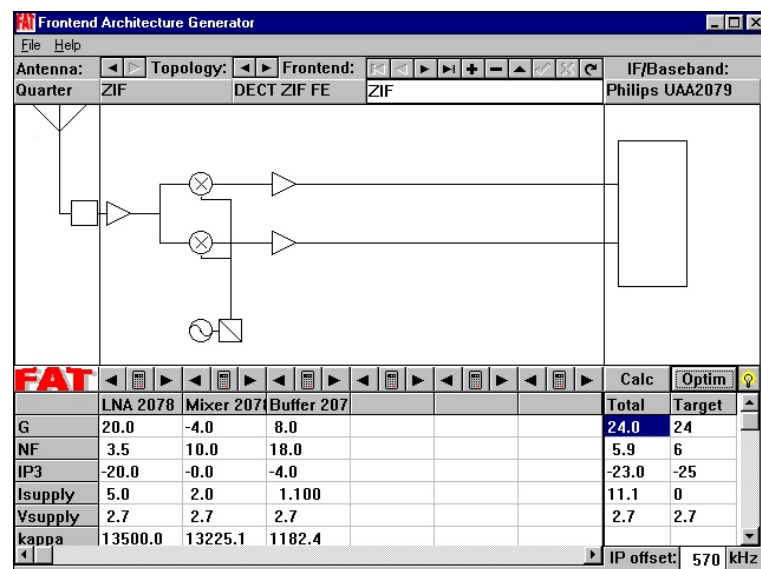 FAT Frontend Architecture Generator
File Help
Antenna: Topology: Frontend: IF/Baseband:
Quarter ZIF DECT ZIF FE ZIF Philips UAA2079
FAT Calc Optim
LNA 2078 Mixer 207 Buffer 207 Total Target
G 20.0 -4.0 8.0 24.0 24
NF 3.5 10.0 18.0 5.9 6
IP3 -20.0 -0.0 -4.0 -23.0 -25
Isupply 5.0 2.0 1.100 11.1 0
Vsupply 2.7 2.7 2.7 2.7 2.7
kappa 13500.0 13225.1 1182.4
IP offset: 570 kHz